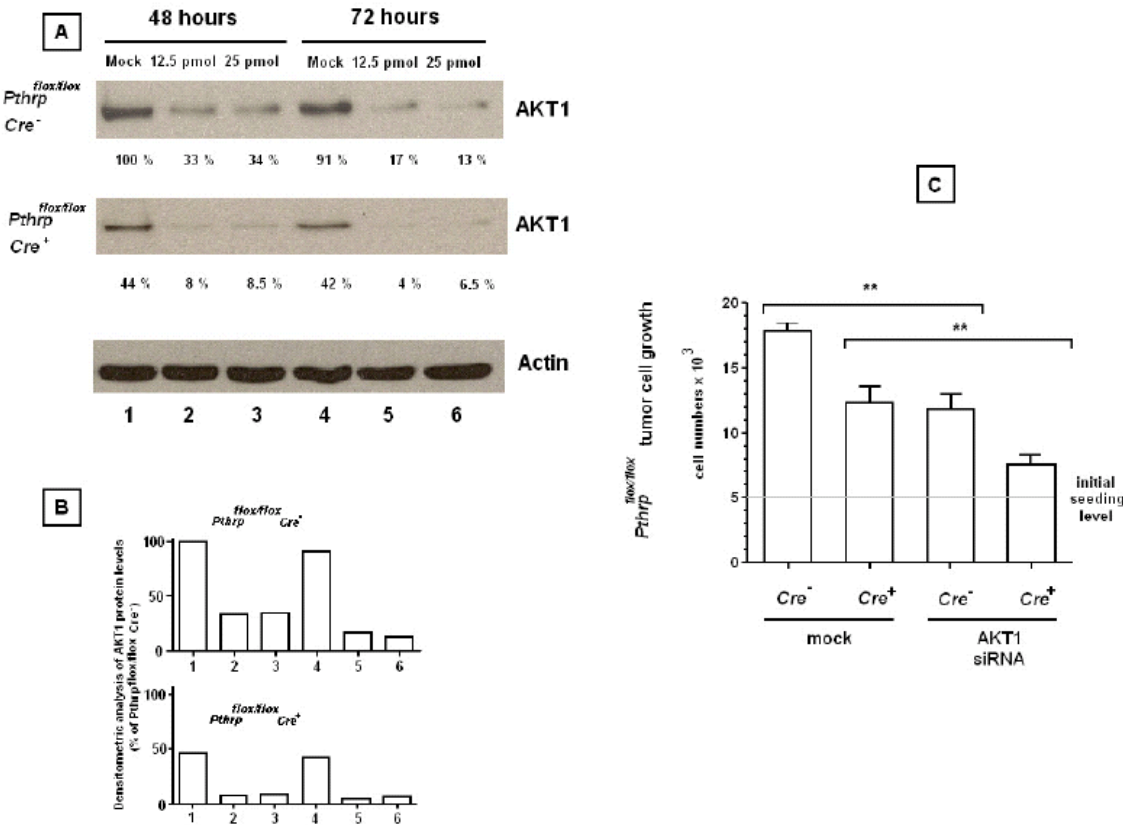 A
48 hours
72 hours
Mock 12.5 pmol 25 pmol Mock 12.5 pmol 25 pmol
Pthrp flox/flox
Cre-
AKT1
100 % 33 % 34 % 91 % 17 % 13 %
Pthrp flox/flox
Cre+
AKT1
44 % 8 % 8.5 % 42 % 4 % 6.5 %
Actin
1 2 3 4 5 6
B
Densitometric analysis of AKT1 protein levels
(% of Pthrp flox/flox Cre-)
Pthrp flox/flox Cre-
100
50
0
1 2 3 4 5 6
Pthrp flox/flox Cre+
100
50
0
1 2 3 4 5 6
C
Pthrp flox/flox tumor cell growth
cell numbers x 10^3
20
15
10
5
0
**
**
initial
seeding
level
Cre- Cre+ Cre- Cre+
mock
AKT1
siRNA